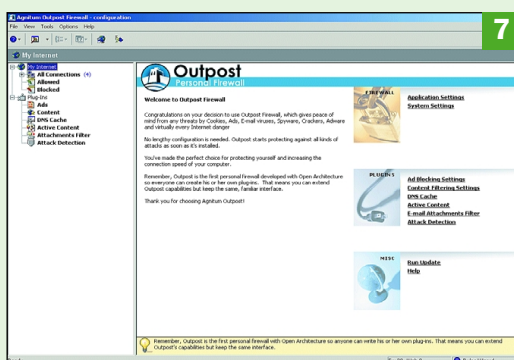 Agnitum Outpost Firewall - configuration
File View Tools Options Help
7
My Internet
My Internet
All Connections (4)
Allowed
Blocked
Plug-Ins
Ads
Content
DNS Cache
Active Content
Attachments Filter
Attack Detection
Outpost
Personal Firewall
Welcome to Outpost Firewall
Congratulations on your decision to use Outpost Firewall, which gives peace of
mind from any threats by Cookies, Ads, E-mail viruses, Spyware, Crackers, Adware
and virtually every Internet danger
No lengthy configuration is needed. Outpost starts protecting against all kinds of
attacks as soon as it's installed.
You've made the perfect choice for protecting yourself and increasing the
connection speed of your computer.
Remember, Outpost is the first personal firewall developed with Open Architecture
so everyone can create his or her own plug-ins. That means you can extend
Outpost capabilities but keep the same, familiar interface.
Thank you for choosing Agnitum Outpost!
FIREWALL
Application Settings
System Settings
PLUGINS
Ad Blocking Settings
Content Filtering Settings
DNS Cache
Active Content
E-mail Attachments Filter
Attack Detection
MISC
Run Update
Help
Remember, Outpost is the first personal firewall with Open Architecture so anyone can write his or her own plug-ins. That means you can extend
Outpost's capabilities but keep the same interface.